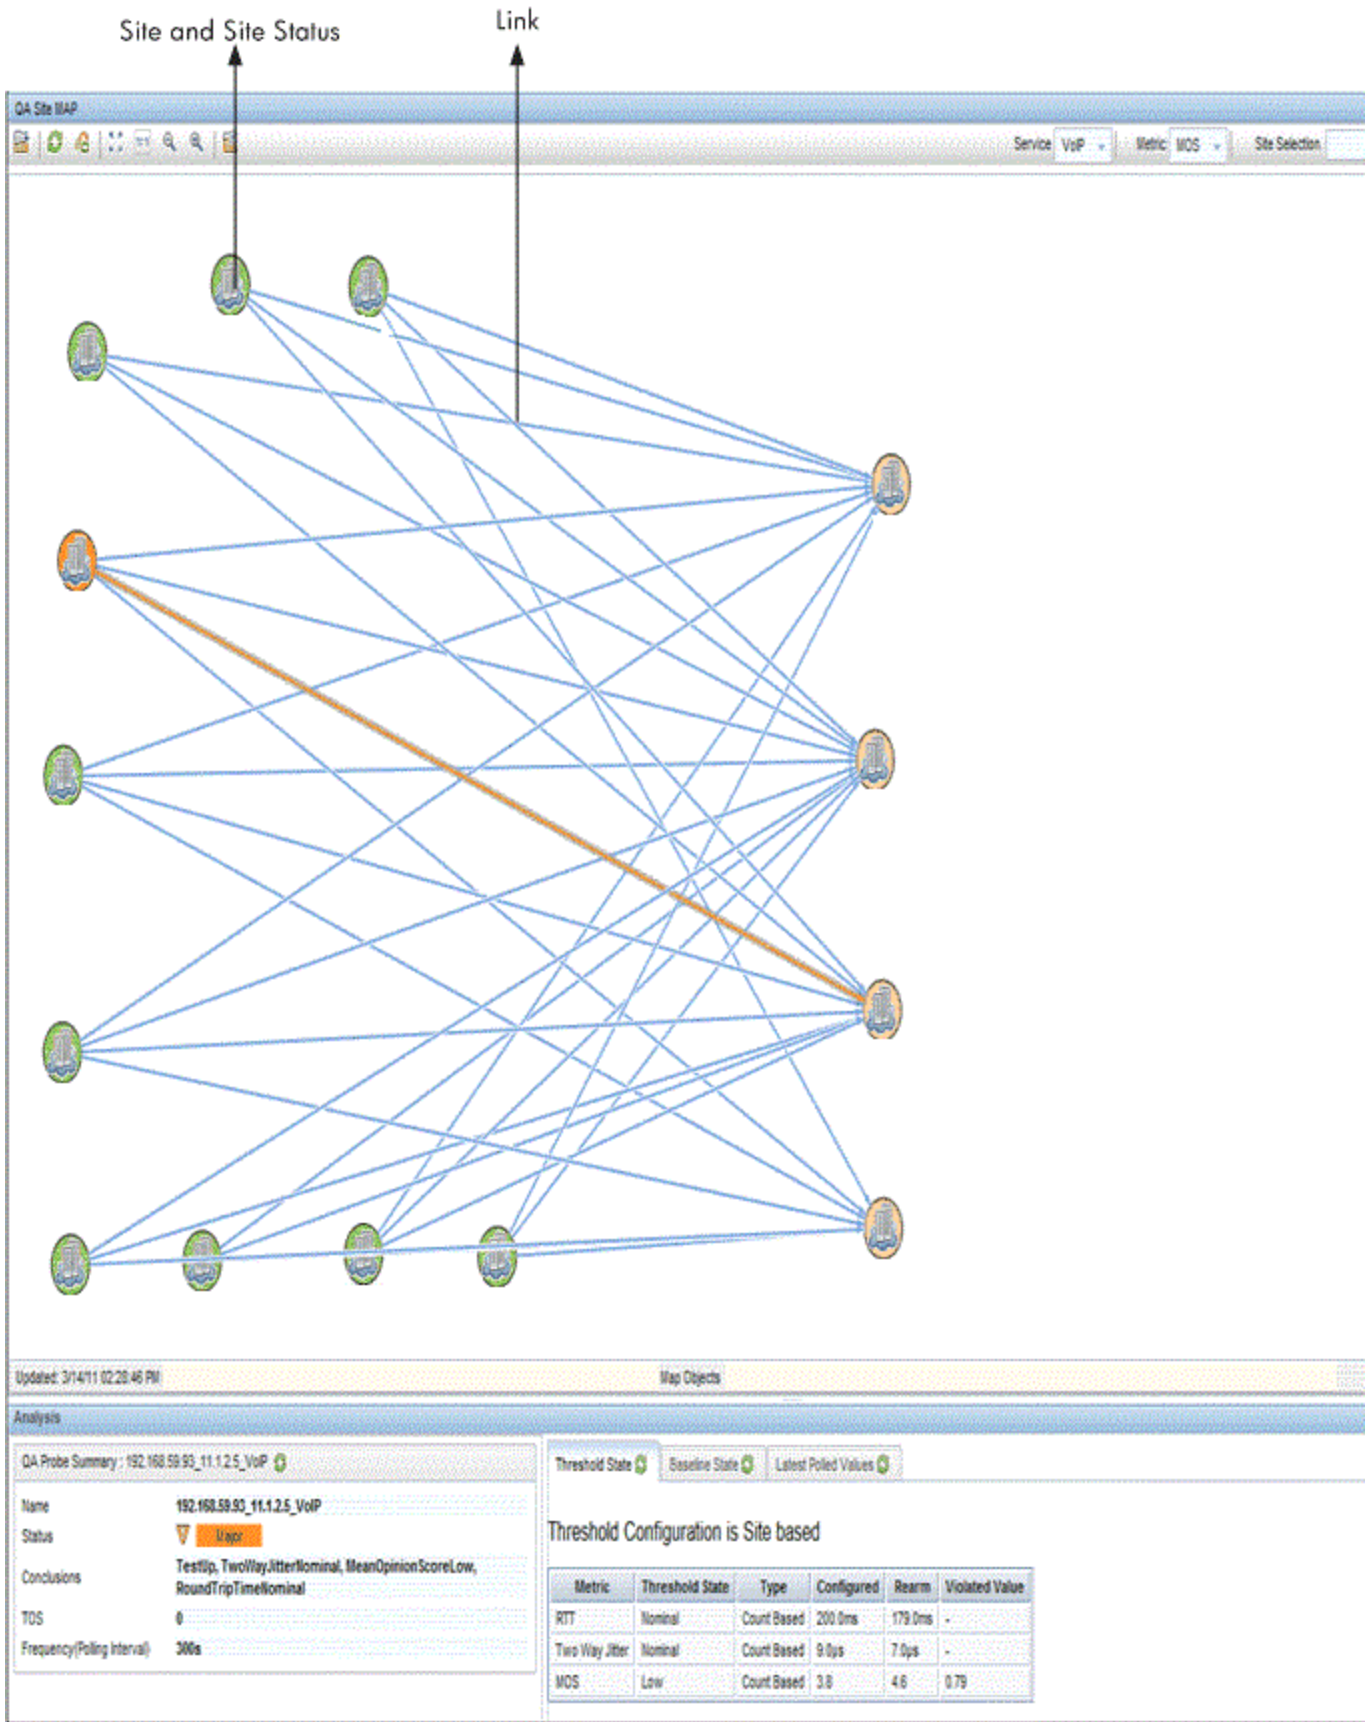 Site and Site Status
Link
QA Site MAP
Service VoIP Metric MOS Site Selection
Updated: 3/14/11 02:28:46 PM Map Objects
Analysis
QA Probe Summary : 192.168.59.93_11.1.2.5_VoIP
Name 192.168.59.93_11.1.2.5_VoIP
Status Major
Conclusions TestUp, TwoWayJitterNominal, MeanOpinionScoreLow,
RoundTripTimeNominal
TOS 0
Frequency(Polling Interval) 300s
Threshold State Baseline State Latest Polled Values
Threshold Configuration is Site based
Metric Threshold State Type Configured Rearm Violated Value
RTT Nominal Count Based 200.0ms 179.0ms -
Two Way Jitter Nominal Count Based 9.0µs 7.0µs -
MOS Low Count Based 3.8 4.6 0.79